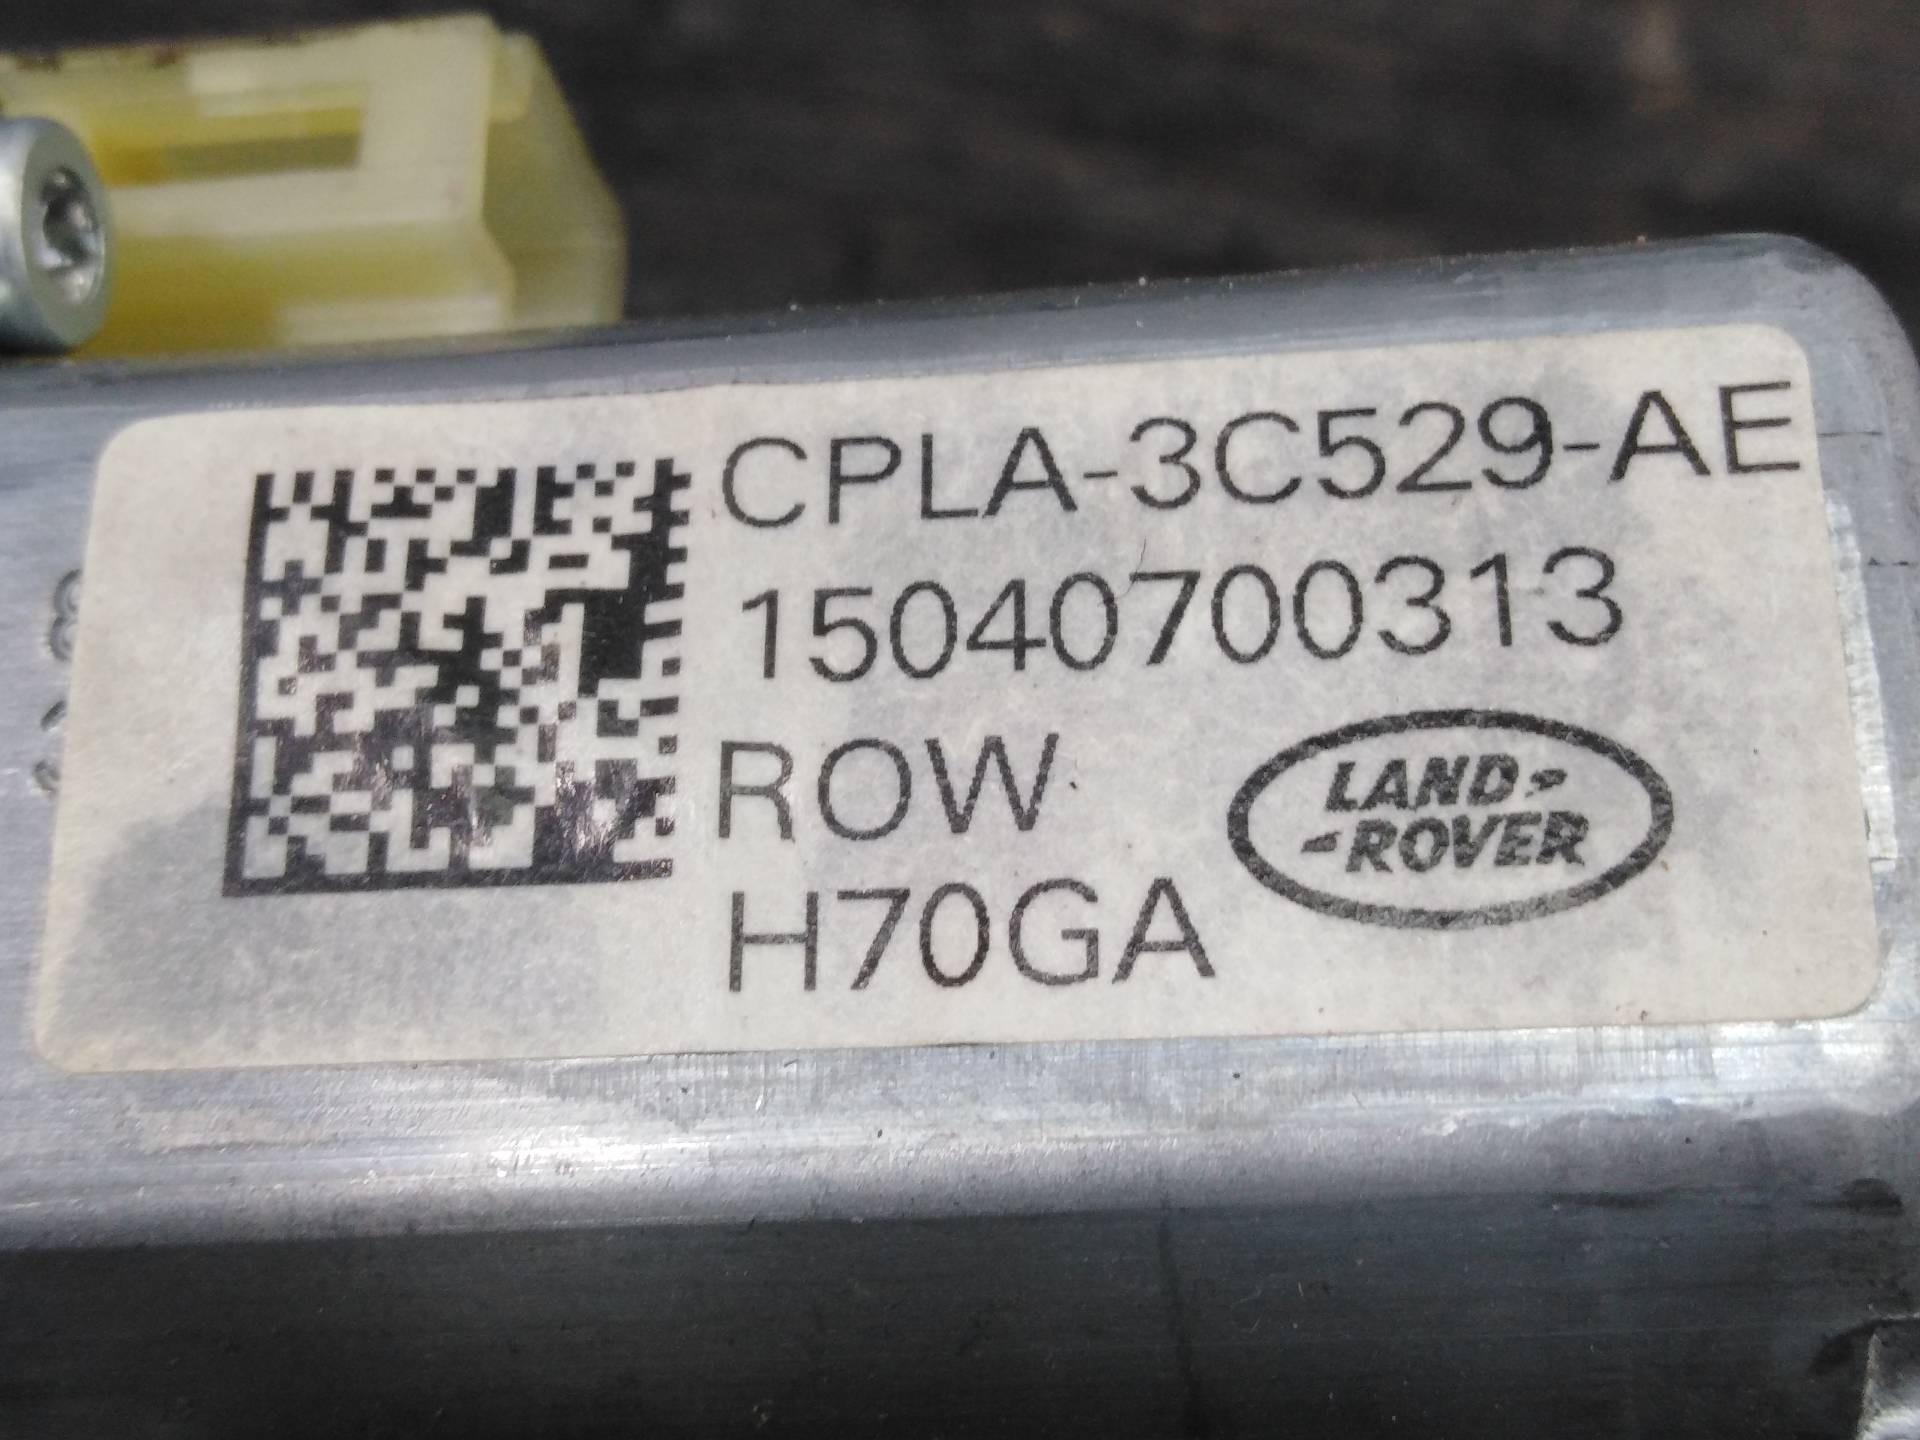 CPLA-3C529-AE
15040700313
ROW
H70GA
LAND
ROVER